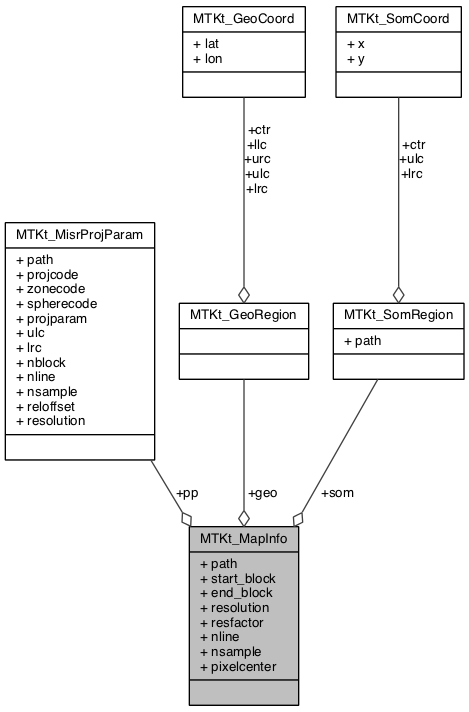 MTKt_GeoCoord
+ lat
+ lon
MTKt_SomCoord
+ x
+ y
+ctr
+llc
+urc
+ulc
+lrc
+ctr
+ulc
+lrc
MTKt_MisrProjParam
+ path
+ projcode
+ zonecode
+ spherecode
+ projparam
+ ulc
+ lrc
+ nblock
+ nline
+ nsample
+ reloffset
+ resolution
MTKt_GeoRegion
MTKt_SomRegion
+ path
+pp
+geo
+som
MTKt_MapInfo
+ path
+ start_block
+ end_block
+ resolution
+ resfactor
+ nline
+ nsample
+ pixelcenter